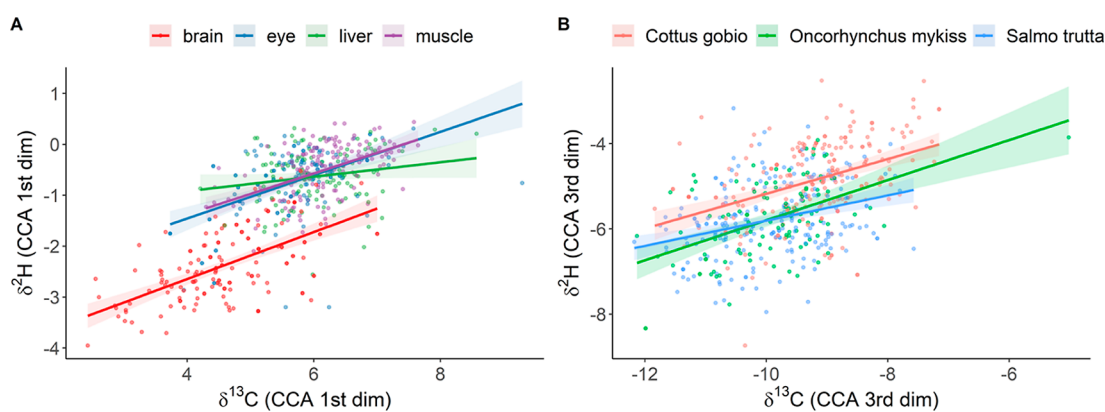 A
brain eye liver muscle
1
0
-1
-2
-3
-4
δ²H (CCA 1st dim)
4 6 8
δ¹³C (CCA 1st dim)
B
Cottus gobio Oncorhynchus mykiss Salmo trutta
-4
-6
-8
δ²H (CCA 3rd dim)
-12 -10 -8 -6
δ¹³C (CCA 3rd dim)